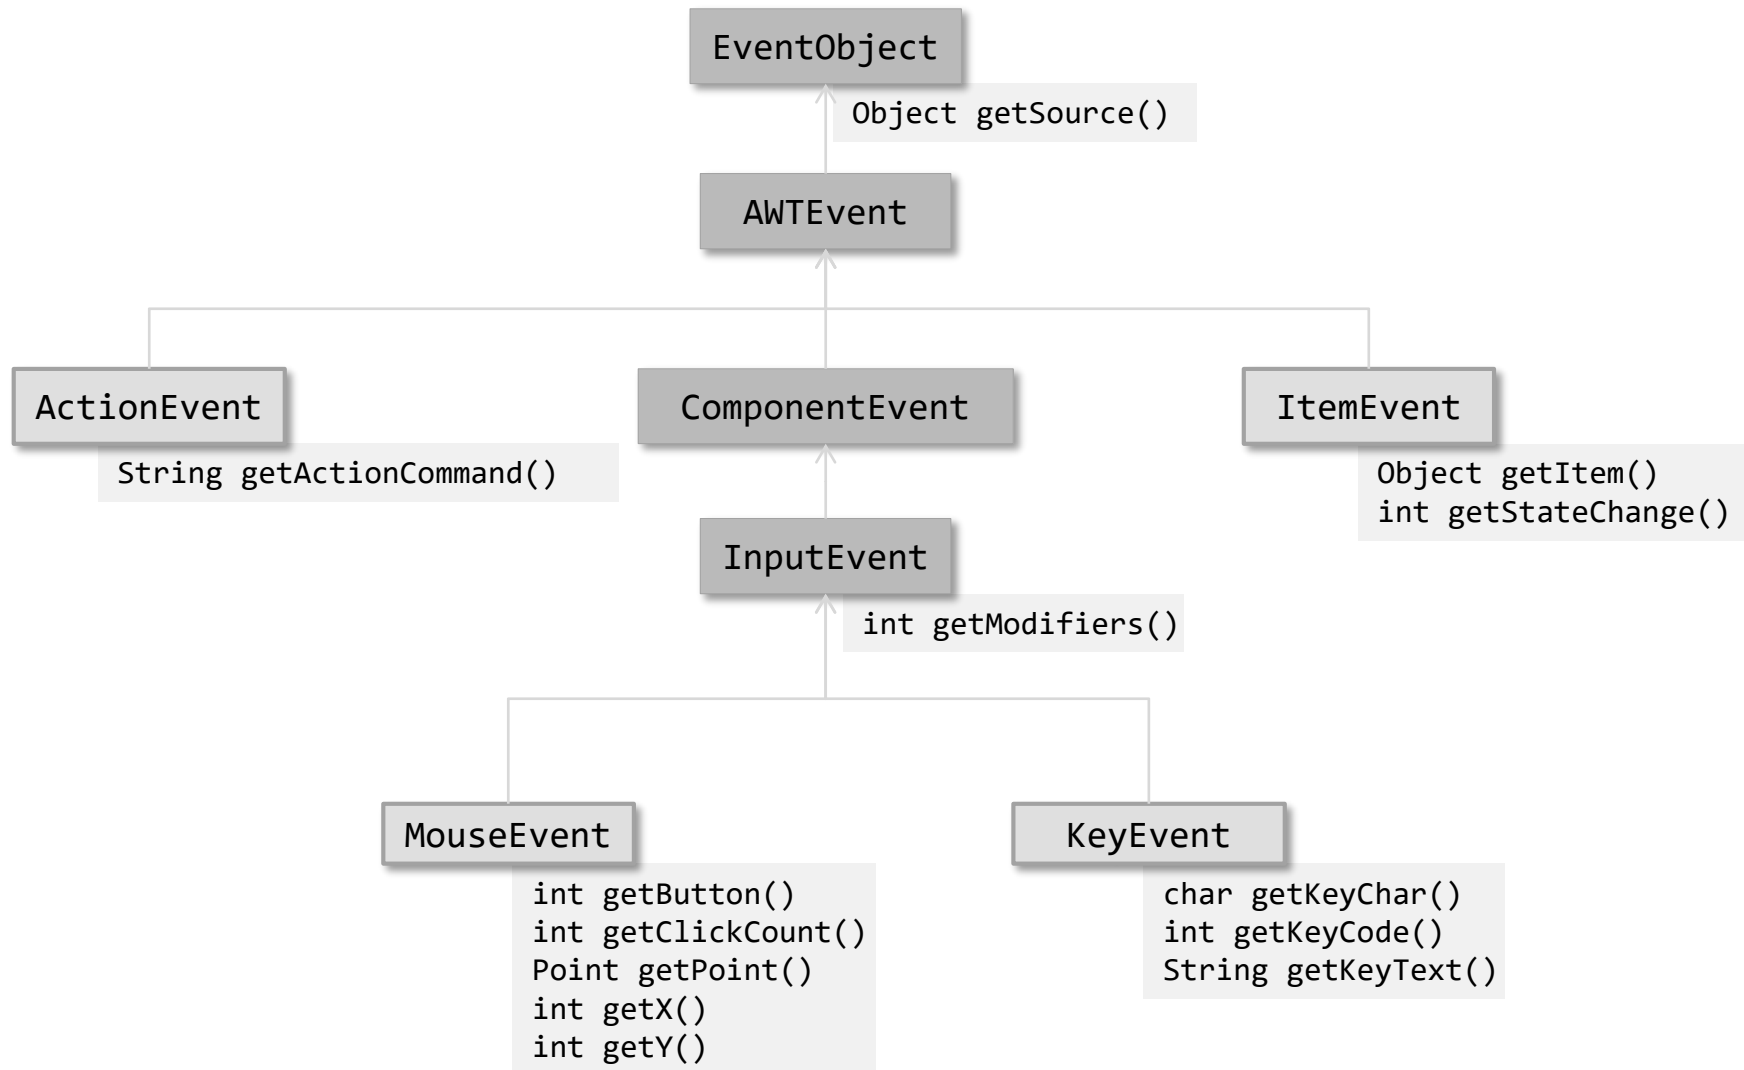 EventObject
Object getSource()
AWTEvent
ActionEvent
ComponentEvent
ItemEvent
String getActionCommand()
Object getItem()
int getStateChange()
InputEvent
int getModifiers()
MouseEvent
KeyEvent
int getButton()
int getClickCount()
Point getPoint()
int getX()
int getY()
char getKeyChar()
int getKeyCode()
String getKeyText()